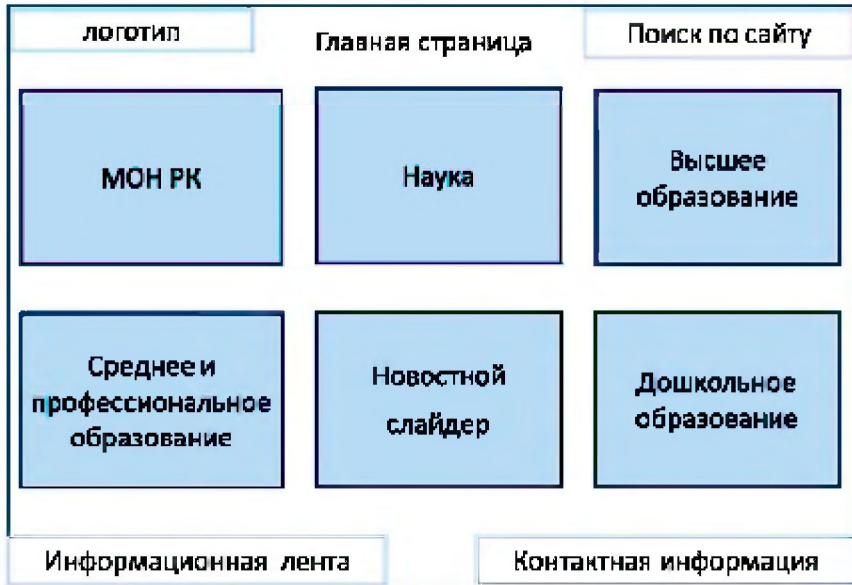 логотип
Главная страница
Поиск по сайту
МОН РК
Наука
Высшее
образование
Среднее и
профессиональное
образование
Новостной
слайдер
Дошкольное
образование
Информационная лента
Контактная информация